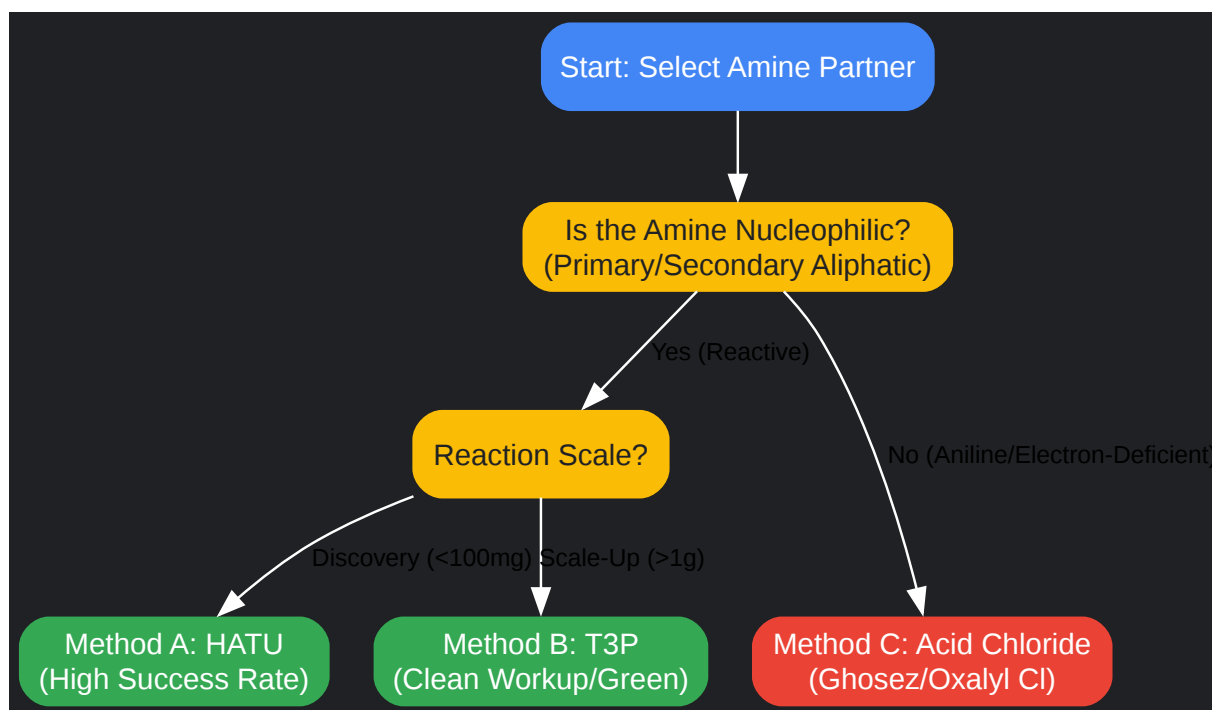 Start: Select Amine Partner
Is the Amine Nucleophilic?
(Primary/Secondary Aliphatic)
Yes (Reactive)
Reaction Scale?
No (Aniline/Electron-Deficient)
Discovery (<100mg)
Scale-Up (>1g)
Method A: HATU
(High Success Rate)
Method B: T3P
(Clean Workup/Green)
Method C: Acid Chloride
(Ghosez/Oxalyl Cl)